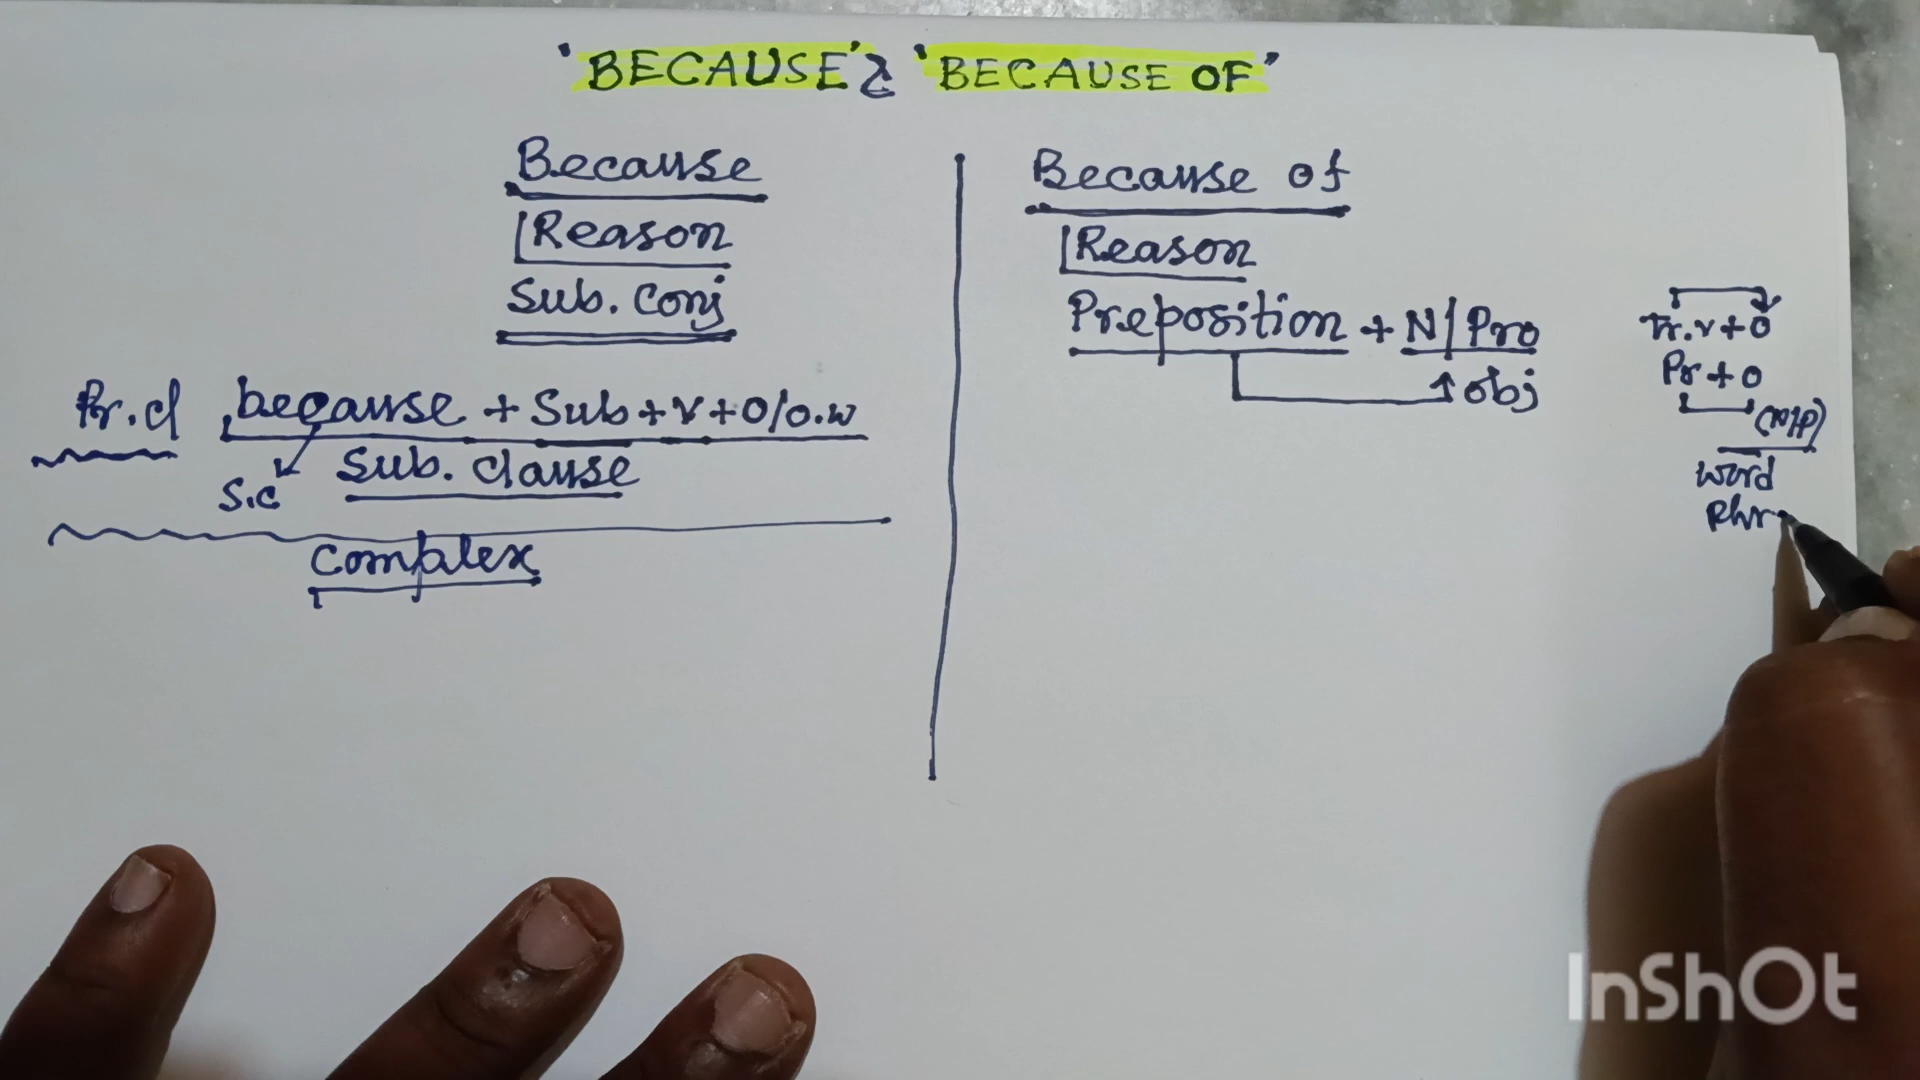 'BECAUSE' & 'BECAUSE OF'
Because
Reason
Sub. Conj
Pr.cl because + Sub + V + O/O.W
S.C
Sub. clause
Complex
Because of
Reason
Preposition + N/Pro
obj
Tr.V + O
Pr + O
(N/P)
word
Phr
InShOt